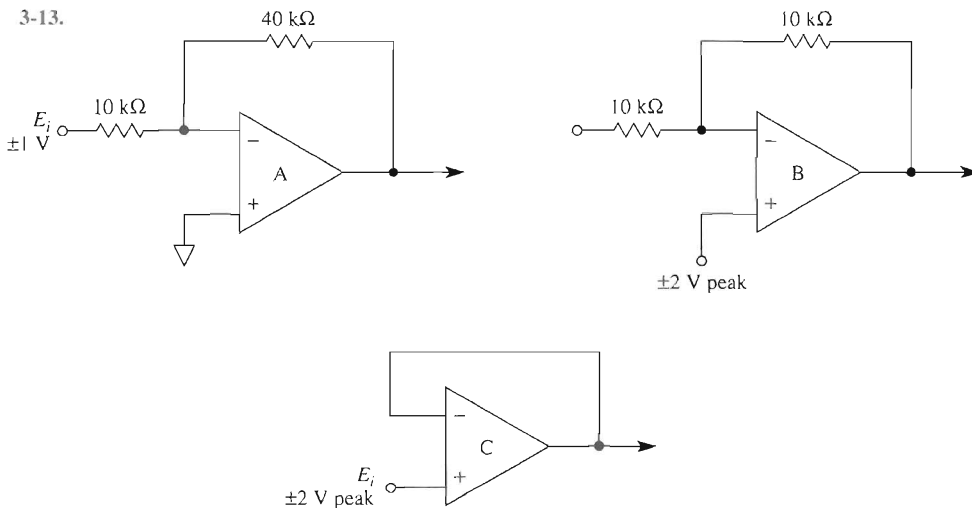 3-13.
40 kΩ
10 kΩ
E_i
±1 V
−
A
+
10 kΩ
10 kΩ
−
B
+
±2 V peak
−
C
+
E_i
±2 V peak